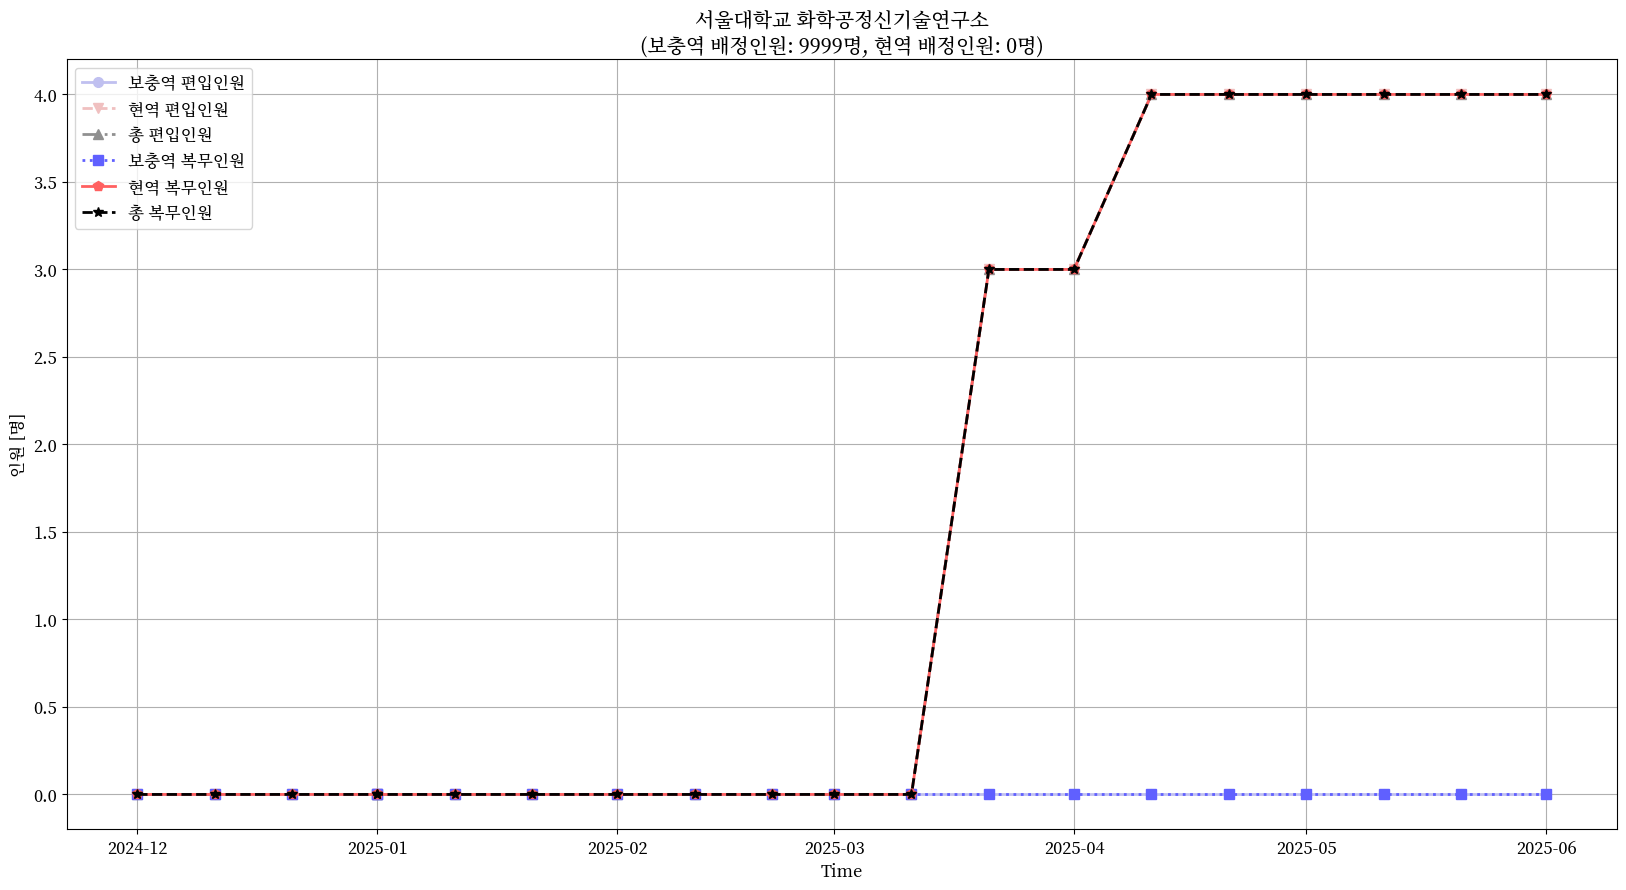 서울대학교 화학공정신기술연구소
(보충역 배정인원: 9999명, 현역 배정인원: 0명)
보충역 편입인원
현역 편입인원
총 편입인원
보충역 복무인원
현역 복무인원
총 복무인원
4.0
3.5
3.0
2.5
2.0
1.5
1.0
0.5
0.0
인원 [명]
2024-12
2025-01
2025-02
2025-03
2025-04
2025-05
2025-06
Time